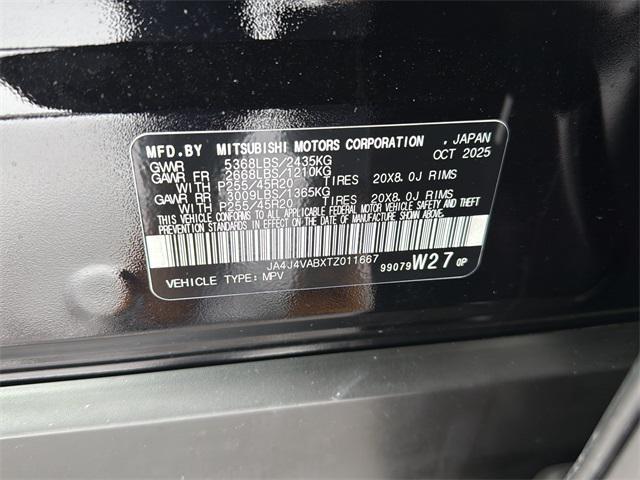 MFD.BY MITSUBISHI MOTORS CORPORATION , JAPAN
GVWR 5368LBS/2435KG OCT 2025
GAWR FR 2668LBS/1210KG
WITH P255/45R20 TIRES 20X8.0J RIMS
GAWR RR 3009LBS/1365KG
WITH P255/45R20 TIRES 20X8.0J RIMS
THIS VEHICLE CONFORMS TO ALL APPLICABLE FEDERAL MOTOR VEHICLE SAFETY AND THEFT
PREVENTION STANDARDS IN EFFECT ON THE DATE OF MANUFACTURE SHOWN ABOVE.
JA4J4VABXTZ011667
VEHICLE TYPE: MPV 99079 W27 QP